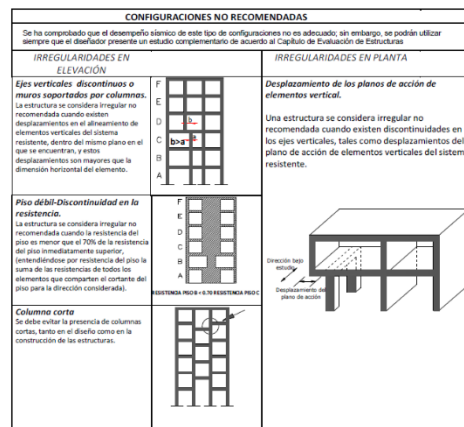 CONFIGURACIONES NO RECOMENDADAS
Se ha comprobado que el desempeño sísmico de este tipo de configuraciones no es adecuado; sin embargo, se podrán utilizar
siempre que el diseñador presente un estudio complementario de acuerdo al Capítulo de Evaluación de Estructuras
IRREGULARIDADES EN
ELEVACIÓN
IRREGULARIDADES EN PLANTA
Ejes verticales discontinuos o
muros soportados por columnas.
La estructura se considera irregular no
recomendada cuando existen
desplazamientos en el alineamiento de
elementos verticales del sistema
resistente, dentro del mismo plano en el
que se encuentran, y estos
desplazamientos son mayores que la
dimensión horizontal del elemento.
F
E
D
C
B
A
b
a
b>a
Desplazamiento de los planos de acción de
elementos vertical.
Una estructura se considera irregular no
recomendada cuando existen discontinuidades en
los ejes verticales, tales como desplazamientos del
plano de acción de elementos verticales del sistema
resistente.
Piso débil-Discontinuidad en la
resistencia.
La estructura se considera irregular no
recomendada cuando la resistencia del
piso es menor que el 70% de la resistencia
del piso inmediatamente superior,
(entendiéndose por resistencia del piso la
suma de las resistencias de todos los
elementos que comparten el cortante del
piso para la dirección considerada).
F
E
D
C
B
A
RESISTENCIA PISO B < 0.70 RESISTENCIA PISO C
Dirección bajo
estudio
Desplazamiento del
plano de acción
Columna corta
Se debe evitar la presencia de columnas
cortas, tanto en el diseño como en la
construcción de las estructuras.